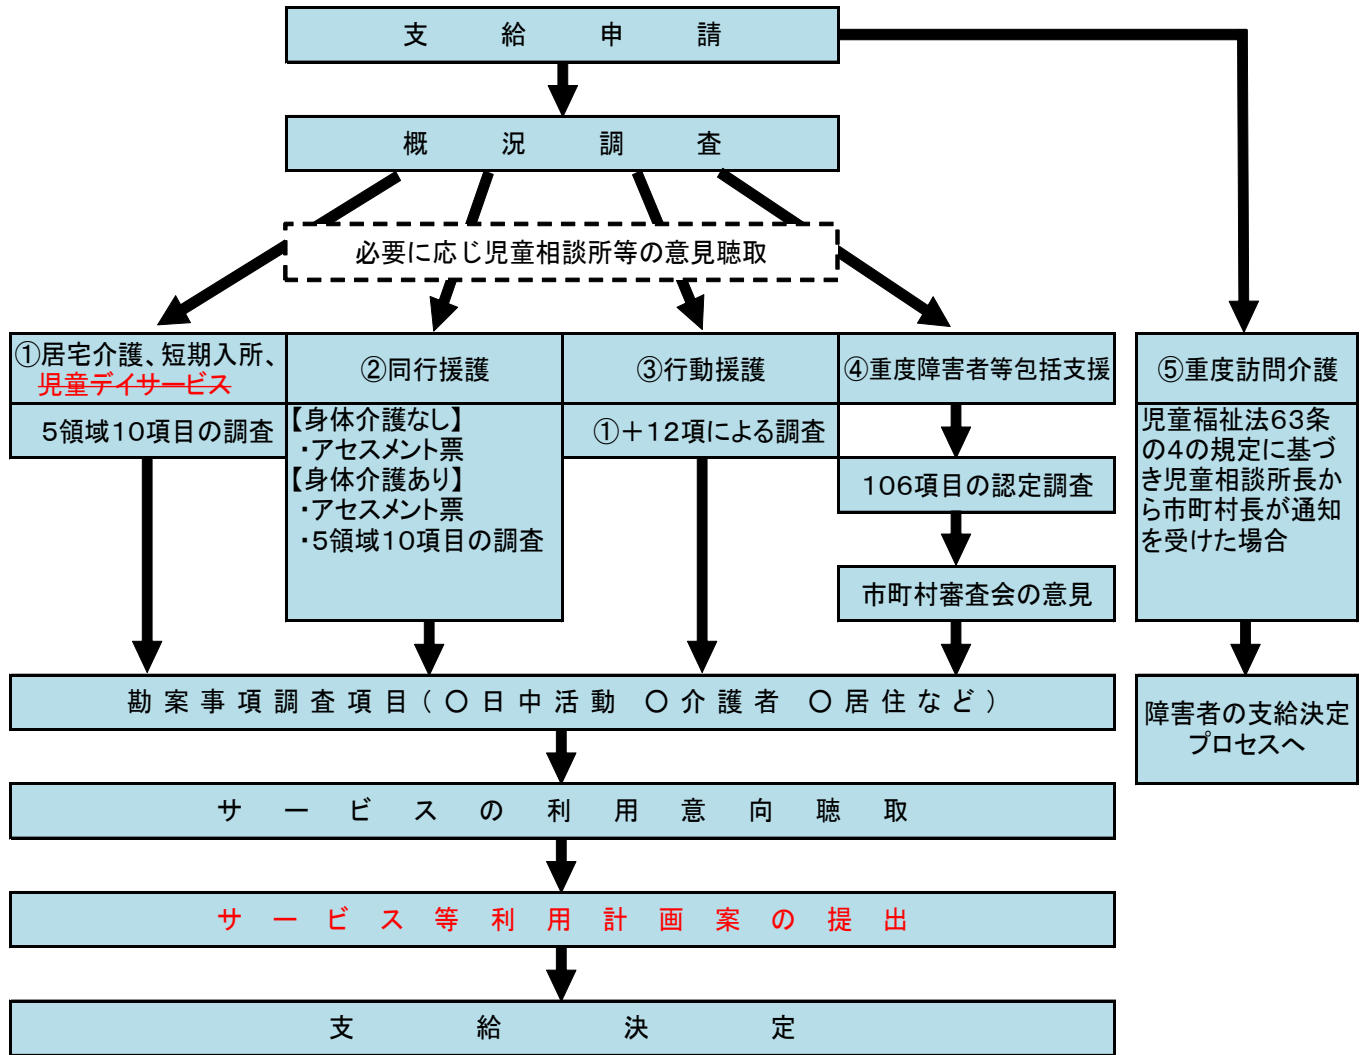 支給申請
概況調査
必要に応じ児童相談所等の意見聴取
①居宅介護、短期入所、
児童デイサービス
5領域10項目の調査
②同行援護
【身体介護なし】
・アセスメント票
【身体介護あり】
・アセスメント票
・5領域10項目の調査
③行動援護
①+12項による調査
④重度障害者等包括支援
106項目の認定調査
市町村審査会の意見
⑤重度訪問介護
児童福祉法63条
の4の規定に基づ
き児童相談所長か
ら市町村長が通知
を受けた場合
勘案事項調査項目(〇日中活動 〇介護者 〇居住など)
障害者の支給決定
プロセスへ
サービスの利用意向聴取
サービス等利用計画案の提出
支給決定